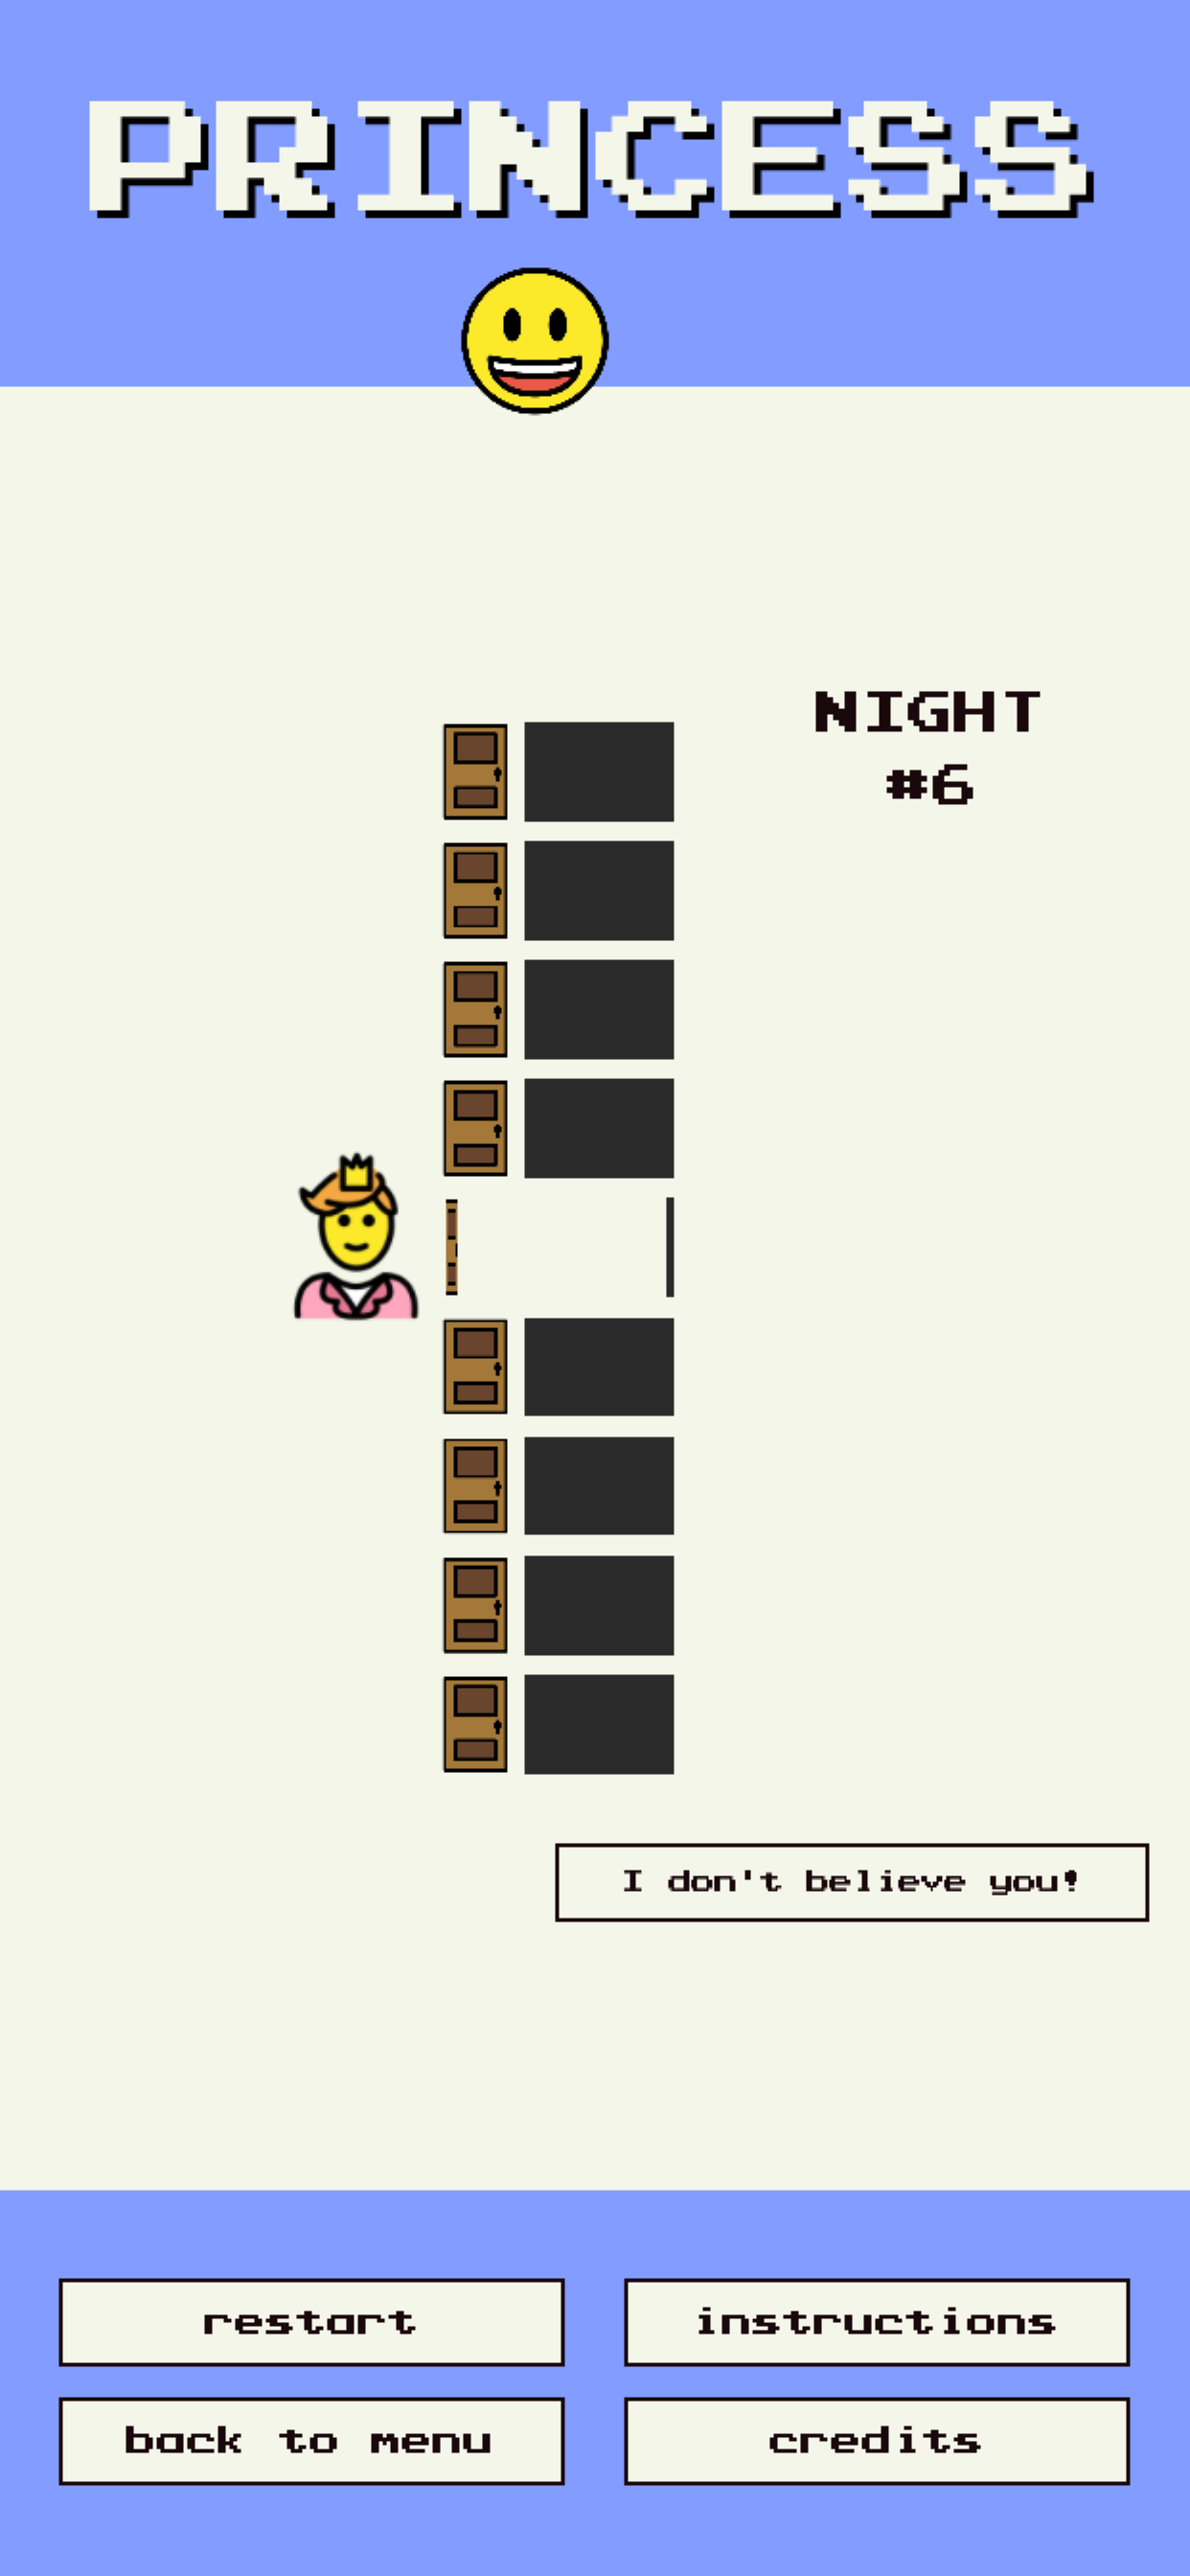 PRINCESS
NIGHT
#6
I don't believe you!
restart
instructions
back to menu
credits